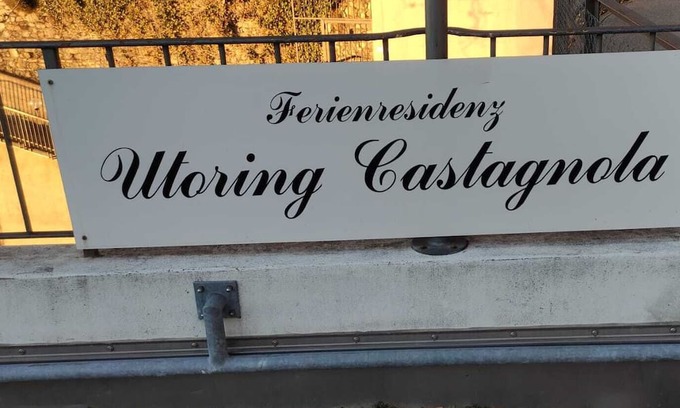 Ferienresidenz
Utoring Castagnola